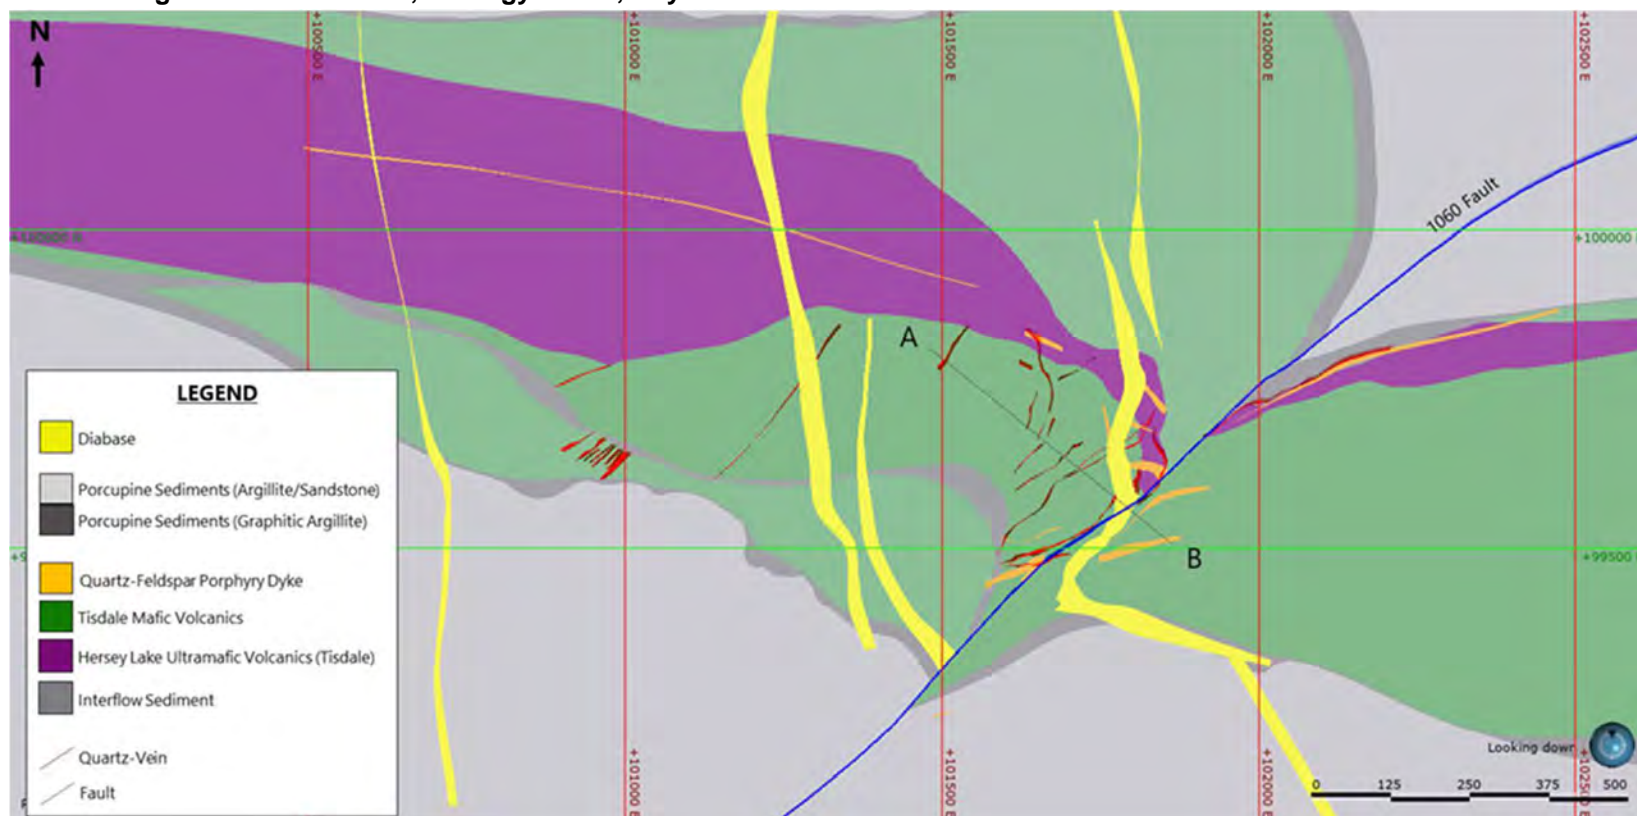 N
+100500 E
+101000 E
+101500 E
+102000 E
+102500 E
1060 Fault
+100000
A
B
+99500
LEGEND
Diabase
Porcupine Sediments (Argillite/Sandstone)
Porcupine Sediments (Graphitic Argillite)
Quartz-Feldspar Porphyry Dyke
Tisdale Mafic Volcanics
Hersey Lake Ultramafic Volcanics (Tisdale)
Interflow Sediment
Quartz-Vein
Fault
+101000 E
+101500 E
+102000 E
+102500 E
Looking down
0 125 250 375 500